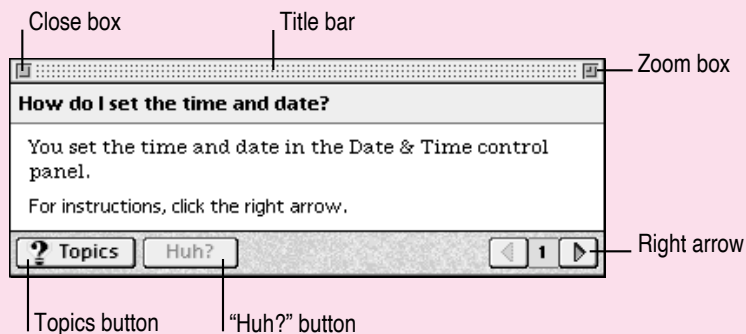 Close box
Title bar
Zoom box
How do I set the time and date?
You set the time and date in the Date & Time control
panel.
For instructions, click the right arrow.
? Topics
Huh?
1
Right arrow
Topics button
“Huh?” button